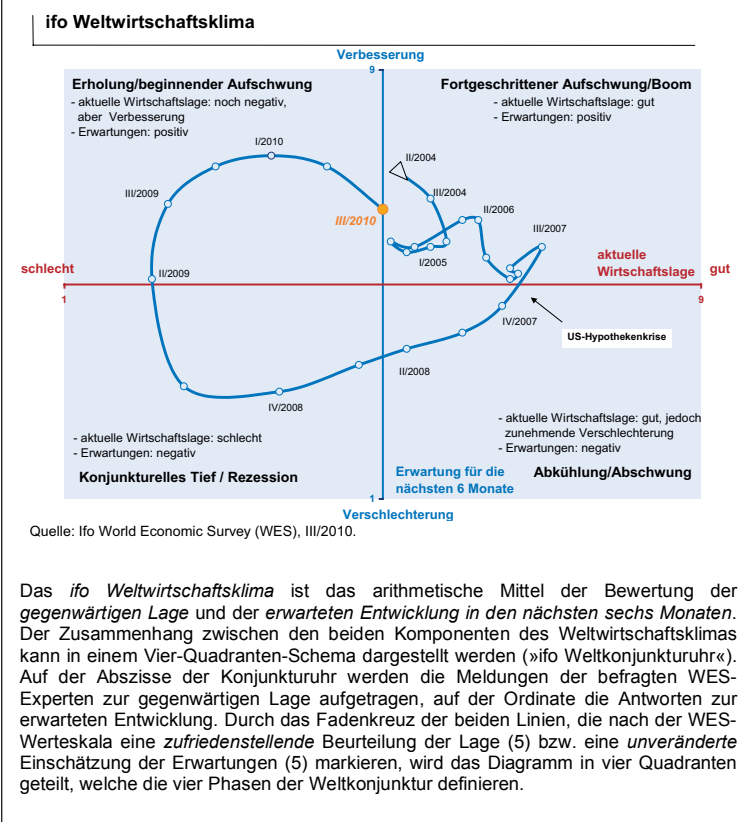 ifo Weltwirtschaftsklima
Verbesserung
9
Erholung/beginnender Aufschwung
- aktuelle Wirtschaftslage: noch negativ,
aber Verbesserung
- Erwartungen: positiv
Fortgeschrittener Aufschwung/Boom
- aktuelle Wirtschaftslage: gut
- Erwartungen: positiv
I/2010
II/2004
III/2009
III/2004
II/2006
III/2010
III/2007
I/2005
schlecht
aktuelle
Wirtschaftslage
gut
II/2009
1
9
IV/2007
US-Hypothekenkrise
II/2008
IV/2008
- aktuelle Wirtschaftslage: schlecht
- Erwartungen: negativ
Konjunkturelles Tief / Rezession
- aktuelle Wirtschaftslage: gut, jedoch
zunehmende Verschlechterung
- Erwartungen: negativ
Abkühlung/Abschwung
Erwartung für die
nächsten 6 Monate
1
Verschlechterung
Quelle: Ifo World Economic Survey (WES), III/2010.
Das ifo Weltwirtschaftsklima ist das arithmetische Mittel der Bewertung der
gegenwärtigen Lage und der erwarteten Entwicklung in den nächsten sechs Monaten.
Der Zusammenhang zwischen den beiden Komponenten des Weltwirtschaftsklimas
kann in einem Vier-Quadranten-Schema dargestellt werden (»ifo Weltkonjunkturuhr«).
Auf der Abszisse der Konjunkturuhr werden die Meldungen der befragten WES-
Experten zur gegenwärtigen Lage aufgetragen, auf der Ordinate die Antworten zur
erwarteten Entwicklung. Durch das Fadenkreuz der beiden Linien, die nach der WES-
Werteskala eine zufriedenstellende Beurteilung der Lage (5) bzw. eine unveränderte
Einschätzung der Erwartungen (5) markieren, wird das Diagramm in vier Quadranten
geteilt, welche die vier Phasen der Weltkonjunktur definieren.